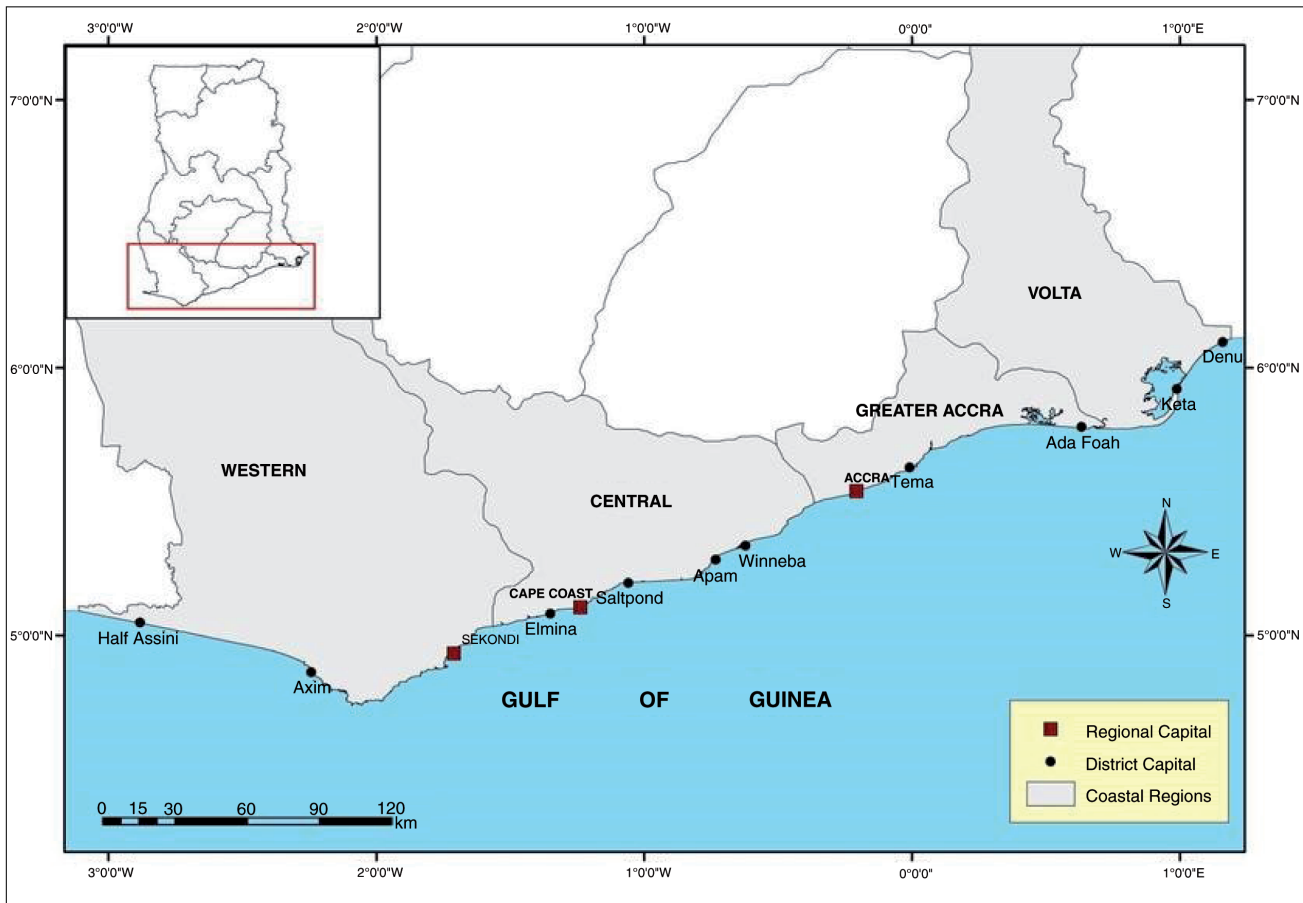 3°0'0"W 2°0'0"W 1°0'0"W 0°0'0" 1°0'0"E
7°0'0"N 7°0'0"N
VOLTA
Denu
6°0'0"N 6°0'0"N
Keta
GREATER ACCRA
Ada Foah
WESTERN
ACCRA
Tema
CENTRAL
N
W E
S
Winneba
Apam
CAPE COAST
Saltpond
Elmina
5°0'0"N 5°0'0"N
Half Assini
SEKONDI
Axim
GULF OF GUINEA
Regional Capital
District Capital
Coastal Regions
0 15 30 60 90 120
km
3°0'0"W 2°0'0"W 1°0'0"W 0°0'0" 1°0'0"E